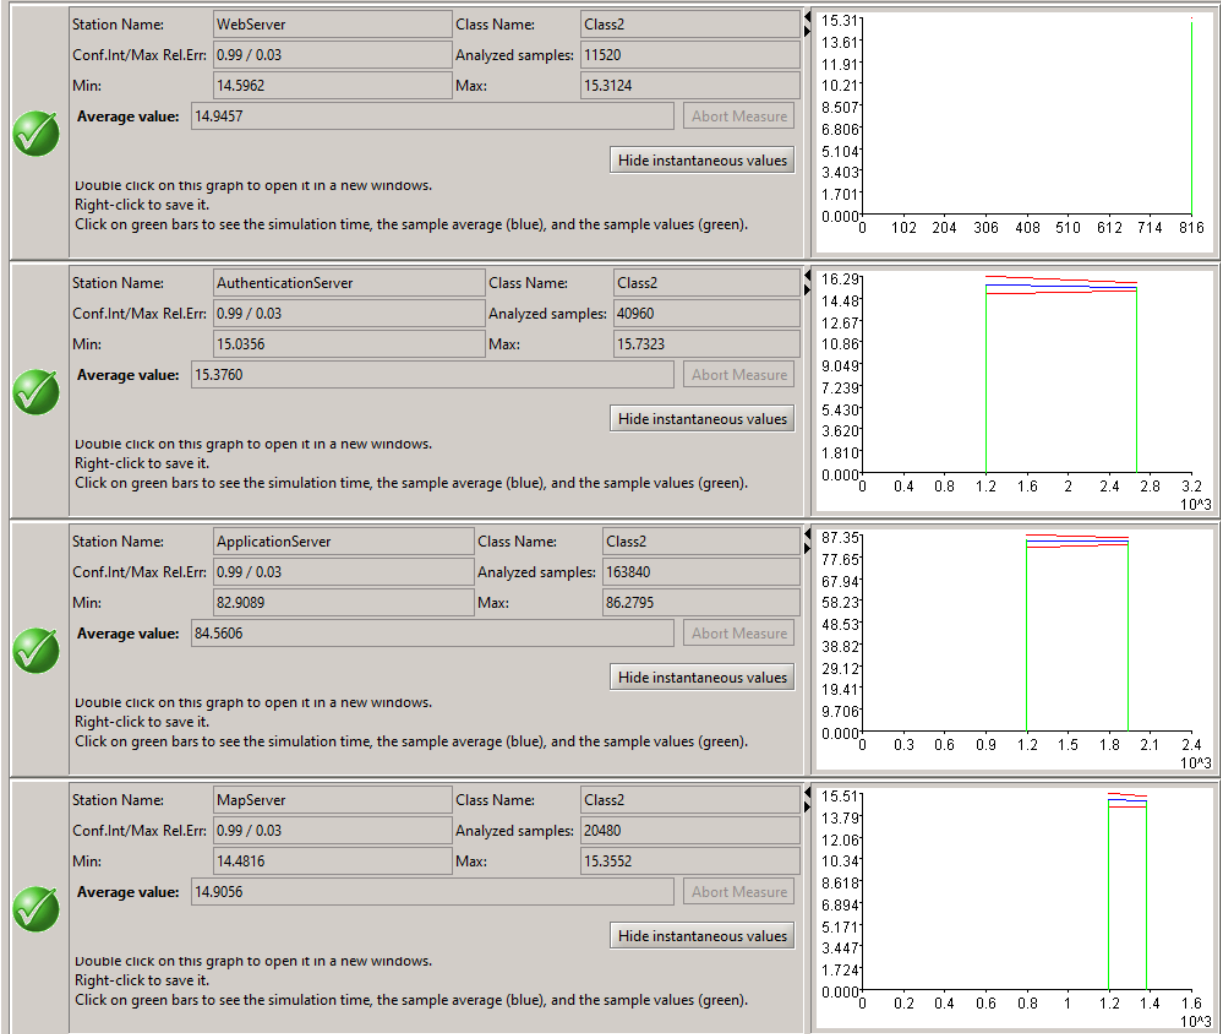 Station Name: WebServer Class Name: Class2
Conf.Int/Max Rel.Err: 0.99 / 0.03 Analyzed samples: 11520
Min: 14.5962 Max: 15.3124
Average value: 14.9457 Abort Measure
Hide instantaneous values
Double click on this graph to open it in a new windows.
Right-click to save it.
Click on green bars to see the simulation time, the sample average (blue), and the sample values (green).
15.31
13.61
11.91
10.21
8.507
6.806
5.104
3.403
1.701
0.000
0 102 204 306 408 510 612 714 816
Station Name: AuthenticationServer Class Name: Class2
Conf.Int/Max Rel.Err: 0.99 / 0.03 Analyzed samples: 40960
Min: 15.0356 Max: 15.7323
Average value: 15.3760 Abort Measure
Hide instantaneous values
Double click on this graph to open it in a new windows.
Right-click to save it.
Click on green bars to see the simulation time, the sample average (blue), and the sample values (green).
16.29
14.48
12.67
10.86
9.049
7.239
5.430
3.620
1.810
0.000
0 0.4 0.8 1.2 1.6 2 2.4 2.8 3.2
10^3
Station Name: ApplicationServer Class Name: Class2
Conf.Int/Max Rel.Err: 0.99 / 0.03 Analyzed samples: 163840
Min: 82.9089 Max: 86.2795
Average value: 84.5606 Abort Measure
Hide instantaneous values
Double click on this graph to open it in a new windows.
Right-click to save it.
Click on green bars to see the simulation time, the sample average (blue), and the sample values (green).
87.35
77.65
67.94
58.23
48.53
38.82
29.12
19.41
9.706
0.000
0 0.3 0.6 0.9 1.2 1.5 1.8 2.1 2.4
10^3
Station Name: MapServer Class Name: Class2
Conf.Int/Max Rel.Err: 0.99 / 0.03 Analyzed samples: 20480
Min: 14.4816 Max: 15.3552
Average value: 14.9056 Abort Measure
Hide instantaneous values
Double click on this graph to open it in a new windows.
Right-click to save it.
Click on green bars to see the simulation time, the sample average (blue), and the sample values (green).
15.51
13.79
12.06
10.34
8.618
6.894
5.171
3.447
1.724
0.000
0 0.2 0.4 0.6 0.8 1 1.2 1.4 1.6
10^3